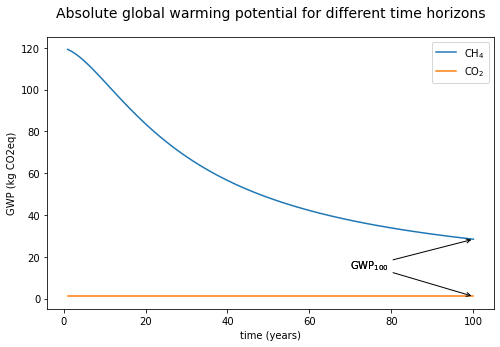 Absolute global warming potential for different time horizons
CH₄
CO₂
GWP (kg CO2eq)
120
100
80
60
40
20
0
GWP₁₀₀
0 20 40 60 80 100
time (years)